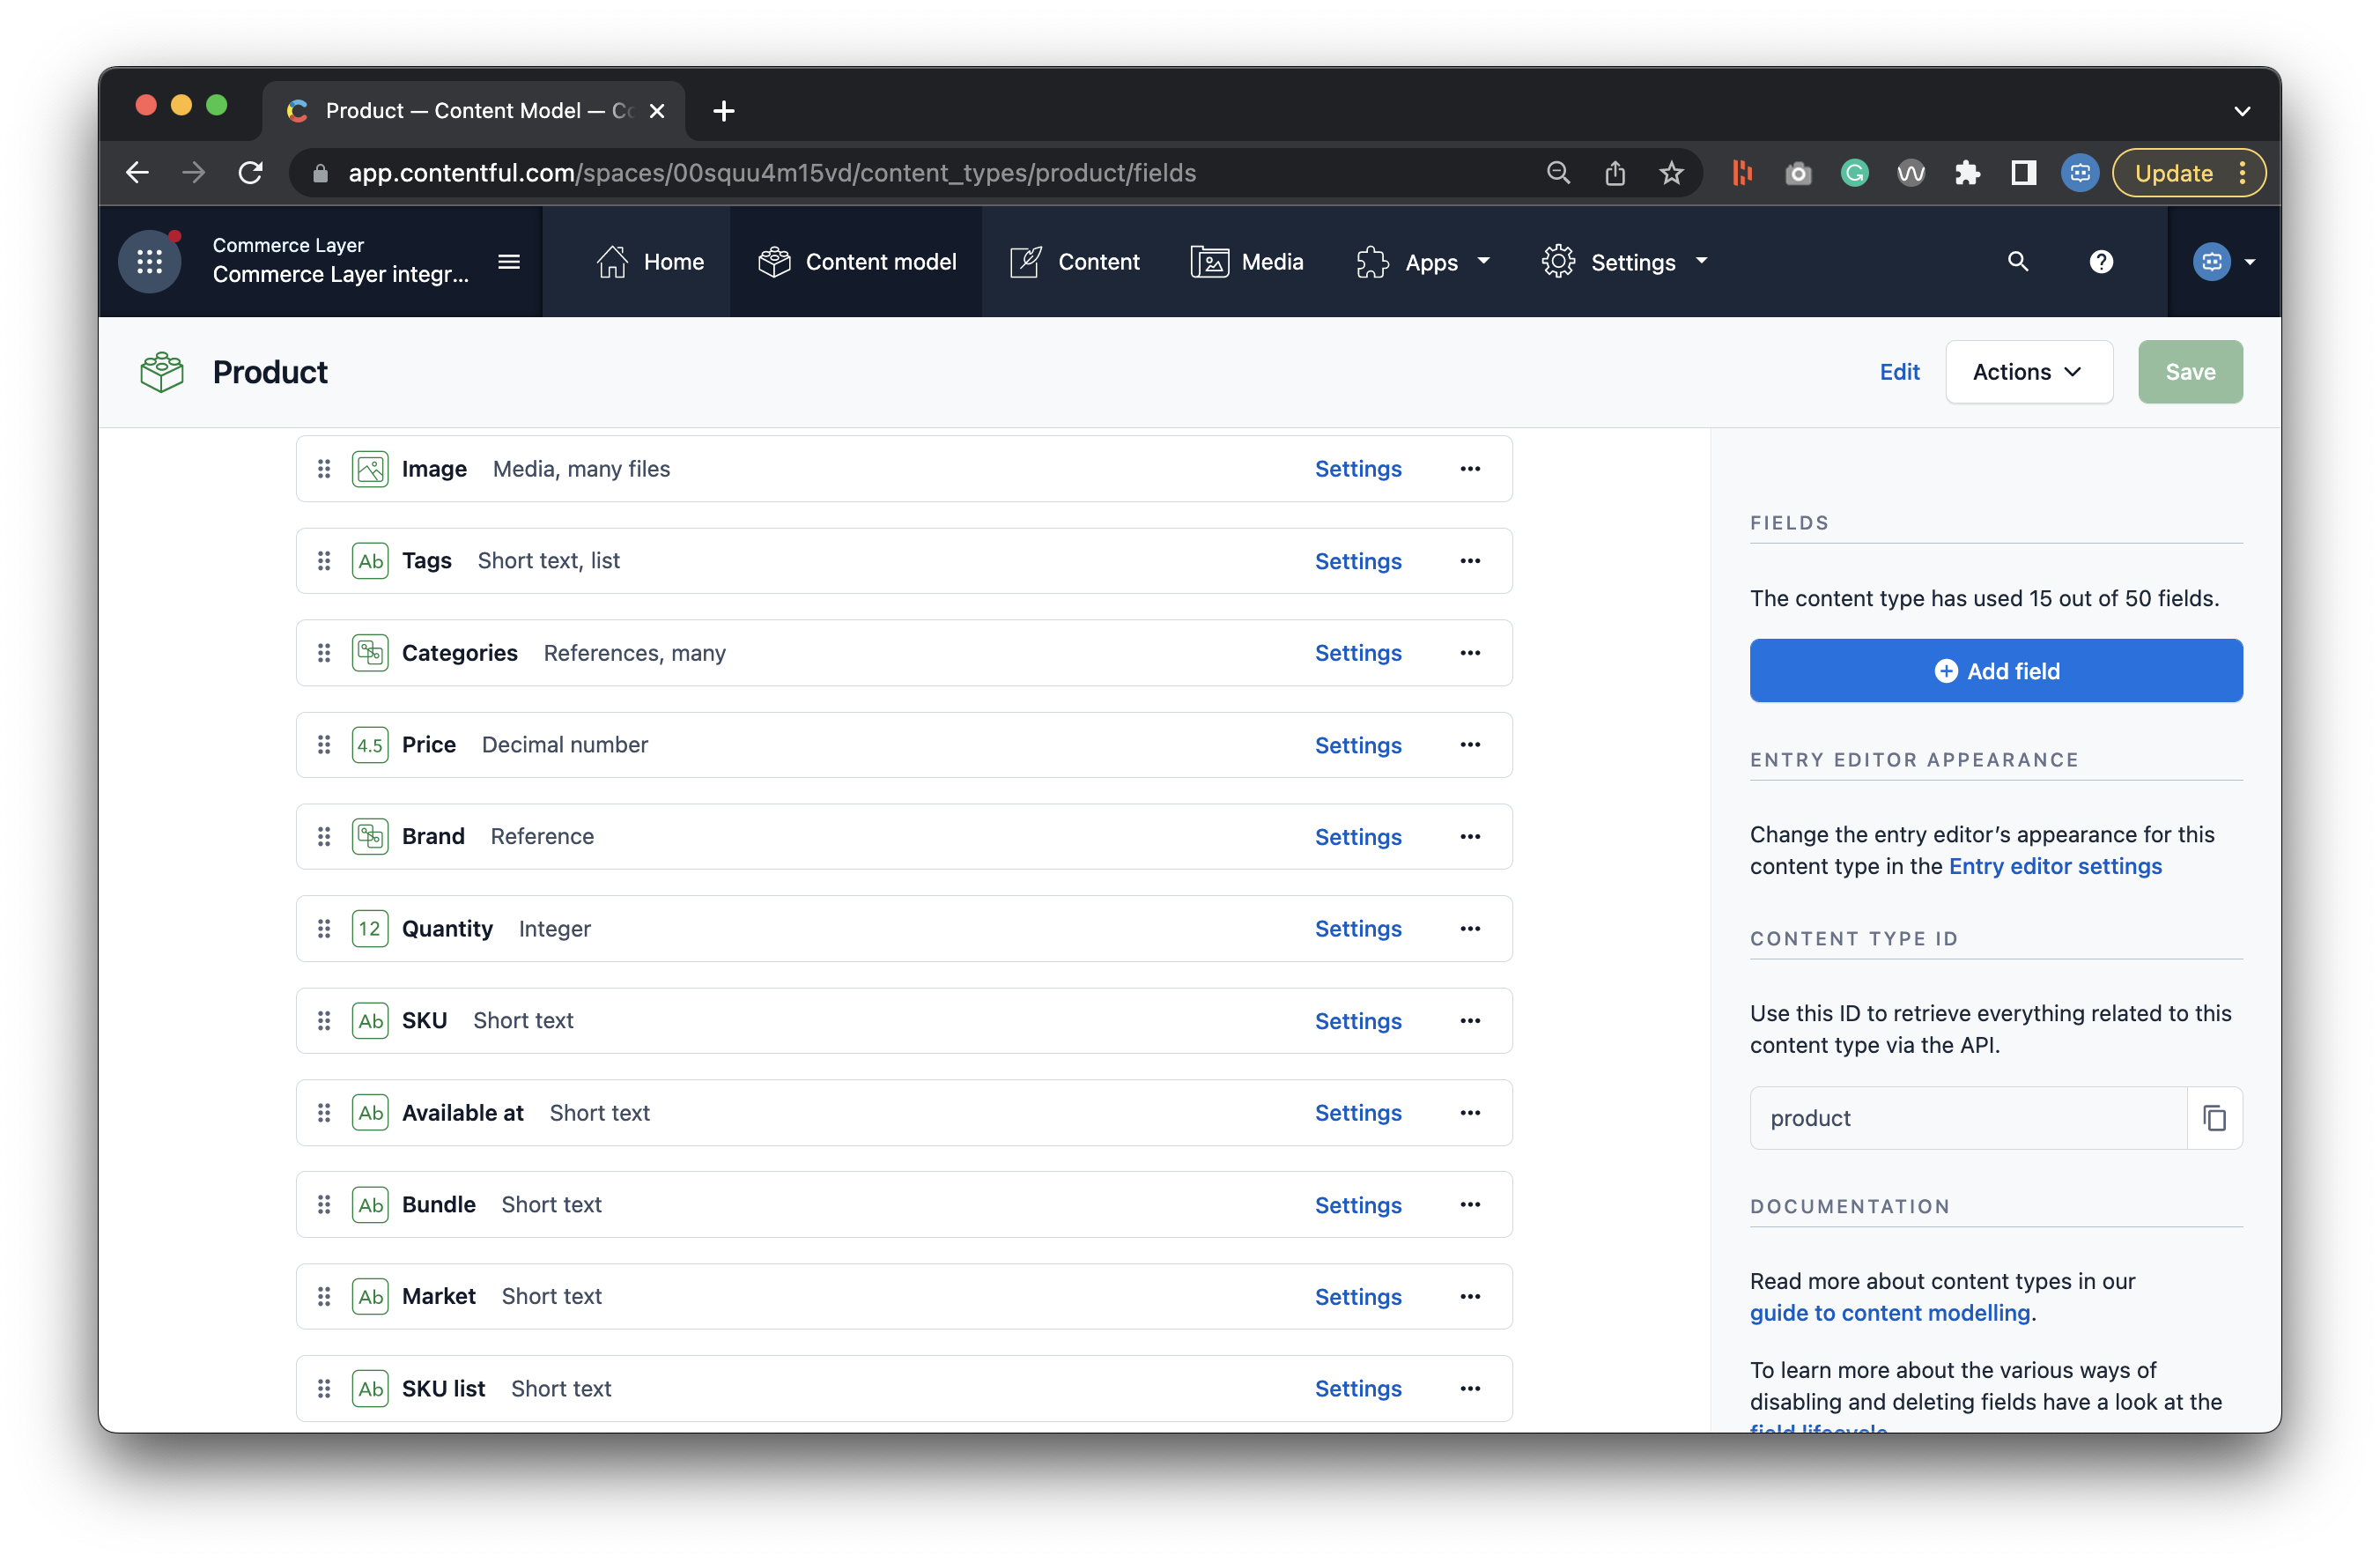 Product — Content Model — Co
app.contentful.com/spaces/00squu4m15vd/content_types/product/fields
Update
Commerce Layer
Commerce Layer integr...
Home
Content model
Content
Media
Apps
Settings
Product
Edit
Actions
Save
Image Media, many files Settings
Ab Tags Short text, list Settings
Categories References, many Settings
4.5 Price Decimal number Settings
Brand Reference Settings
12 Quantity Integer Settings
Ab SKU Short text Settings
Ab Available at Short text Settings
Ab Bundle Short text Settings
Ab Market Short text Settings
Ab SKU list Short text Settings
FIELDS
The content type has used 15 out of 50 fields.
Add field
ENTRY EDITOR APPEARANCE
Change the entry editor’s appearance for this
content type in the Entry editor settings
CONTENT TYPE ID
Use this ID to retrieve everything related to this
content type via the API.
product
DOCUMENTATION
Read more about content types in our
guide to content modelling.
To learn more about the various ways of
disabling and deleting fields have a look at the
field lifecycle